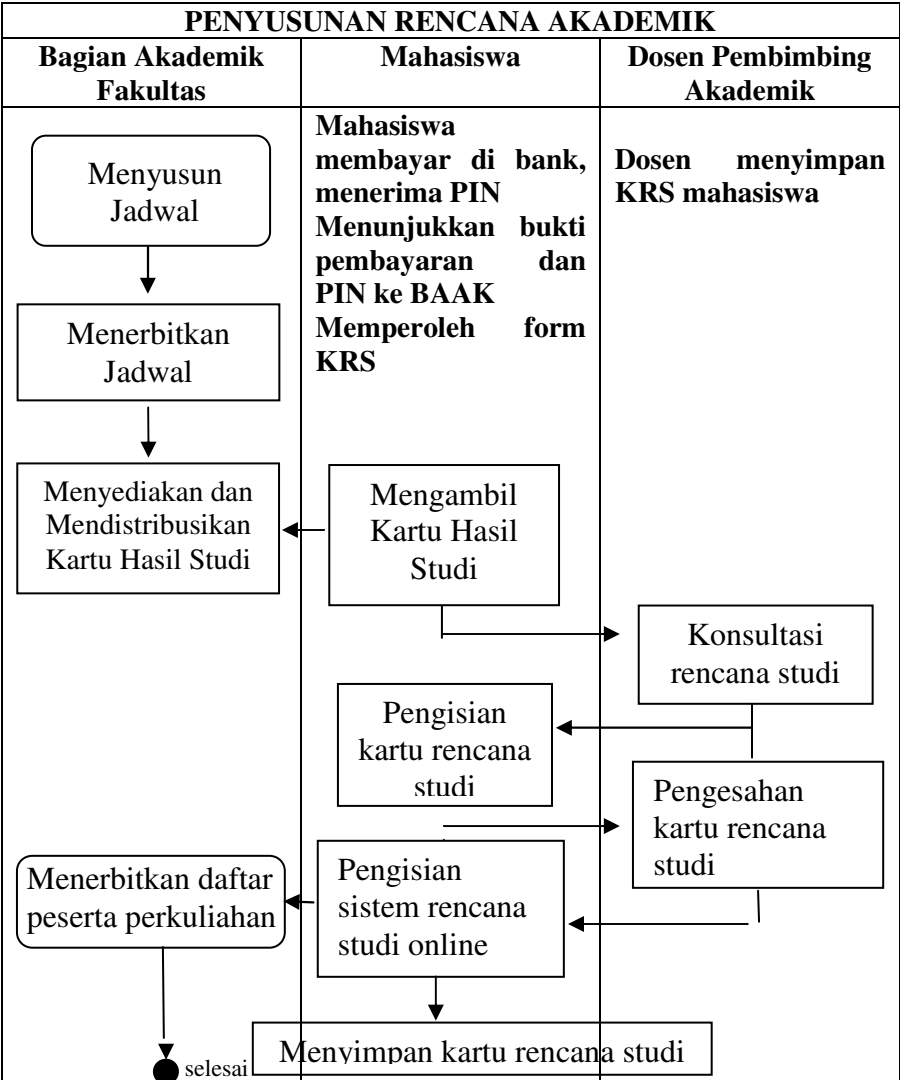 PENYUSUNAN RENCANA AKADEMIK
Bagian Akademik
Fakultas
Mahasiswa
Dosen Pembimbing
Akademik
Menyusun
Jadwal
Mahasiswa
membayar di bank,
menerima PIN
Menunjukkan bukti
pembayaran dan
PIN ke BAAK
Memperoleh form
KRS
Dosen menyimpan
KRS mahasiswa
Menerbitkan
Jadwal
Menyediakan dan
Mendistribusikan
Kartu Hasil Studi
Mengambil
Kartu Hasil
Studi
Konsultasi
rencana studi
Pengisian
kartu rencana
studi
Pengesahan
kartu rencana
studi
Menerbitkan daftar
peserta perkuliahan
Pengisian
sistem rencana
studi online
Menyimpan kartu rencana studi
selesai